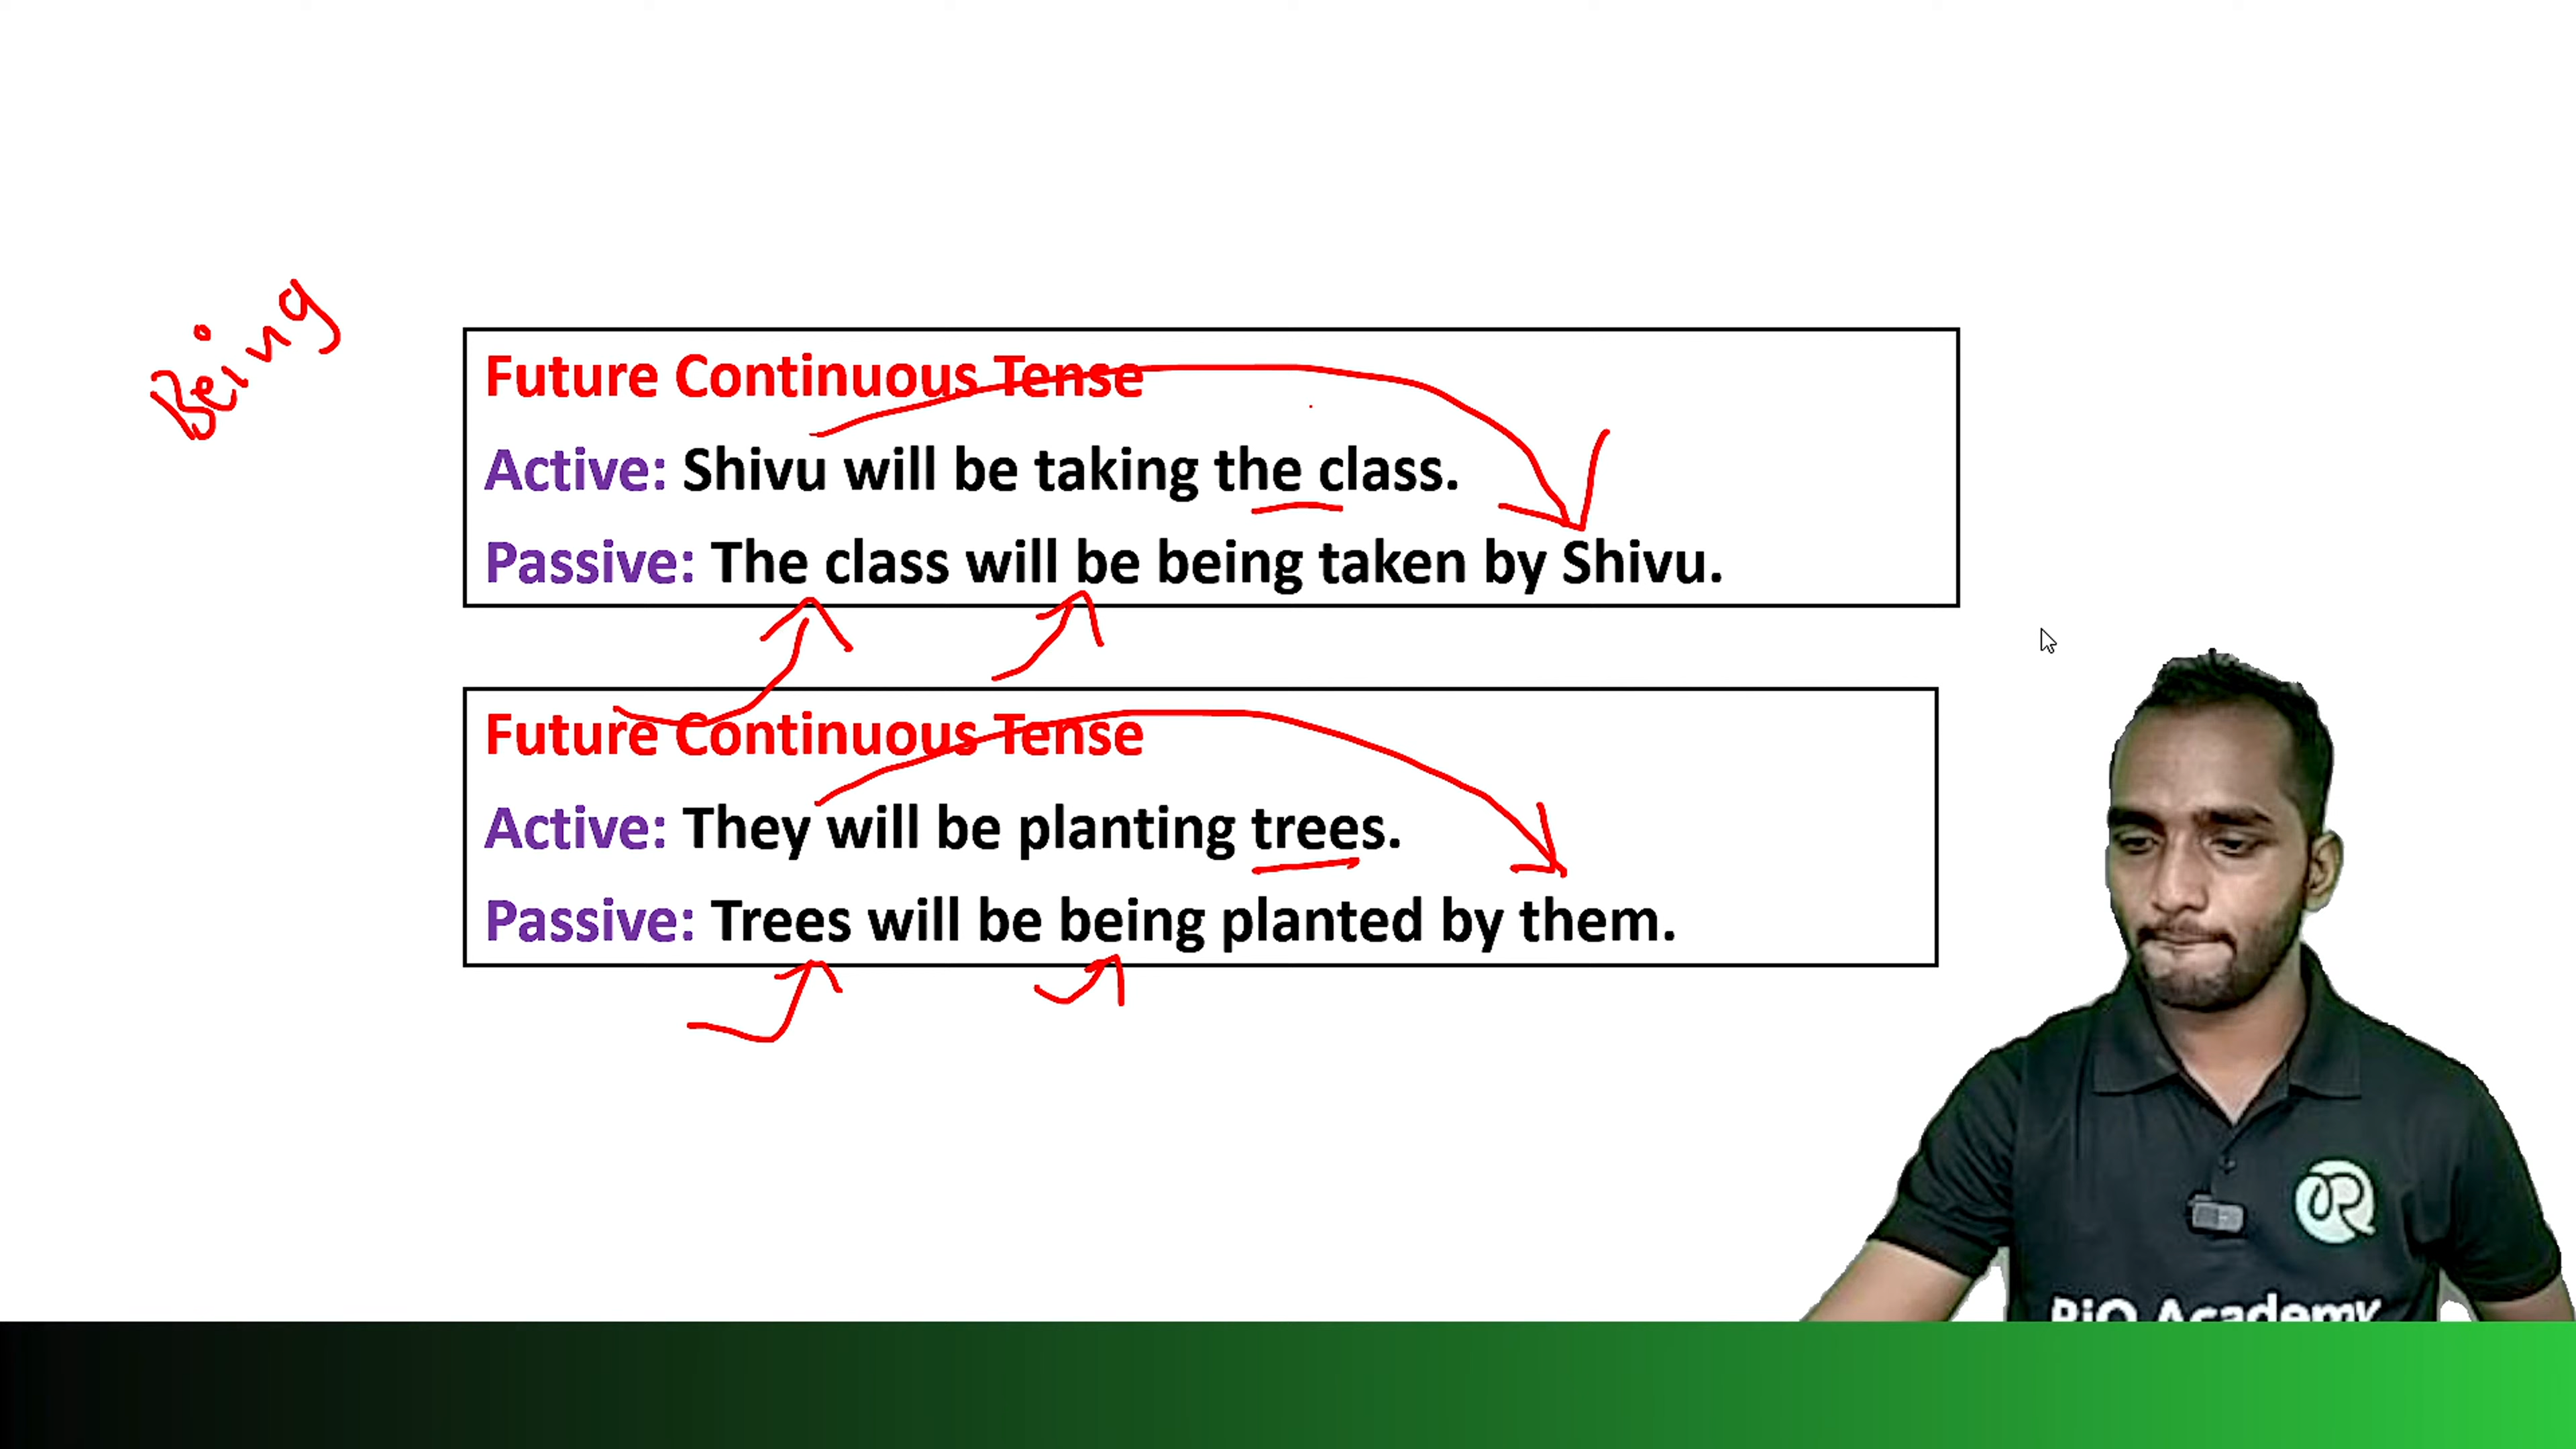 Being
Future Continuous Tense
Active: Shivu will be taking the class.
Passive: The class will be being taken by Shivu.
Future Continuous Tense
Active: They will be planting trees.
Passive: Trees will be being planted by them.
RiQ Academy